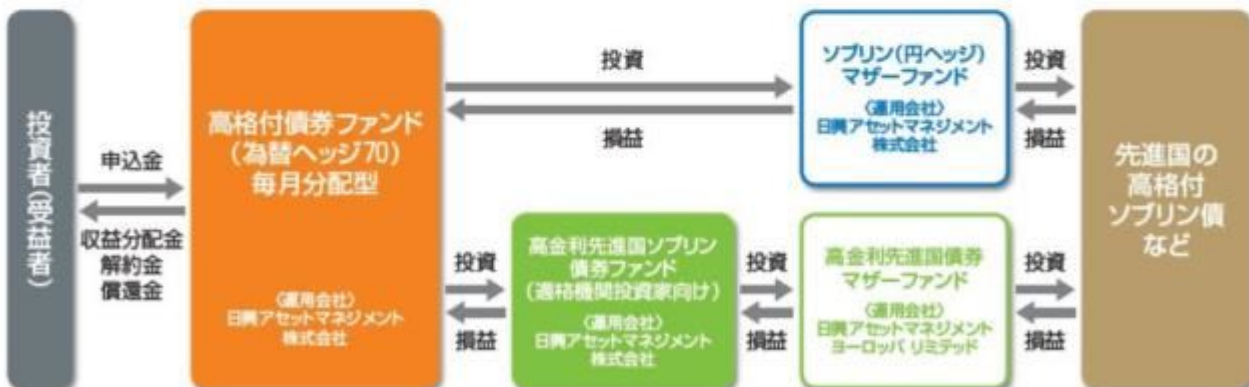 投資者(受益者)
申込金
収益分配金
解約金
償還金
高格付債券ファンド
(為替ヘッジ70)
毎月分配型
〈運用会社〉
日興アセットマネジメント
株式会社
投資
損益
ソブリン(円ヘッジ)
マザーファンド
〈運用会社〉
日興アセットマネジメント
株式会社
投資
損益
投資
損益
高金利先進国ソブリン
債券ファンド
(適格機関投資家向け)
〈運用会社〉
日興アセットマネジメント
株式会社
投資
損益
高金利先進国債券
マザーファンド
〈運用会社〉
日興アセットマネジメント
ヨーロッパ リミテッド
投資
損益
先進国の
高格付
ソブリン債
など